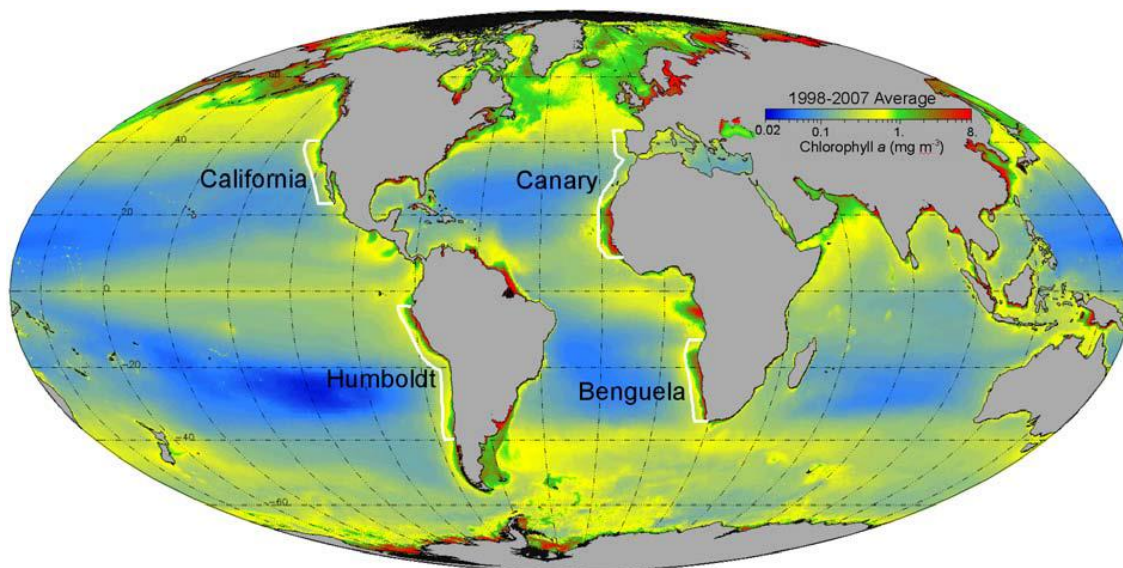 1998-2007 Average
0.02 0.1 1. 8.
Chlorophyll a (mg m⁻³)
40
California
Canary
20
0
-20
Humboldt
Benguela
-40
-60